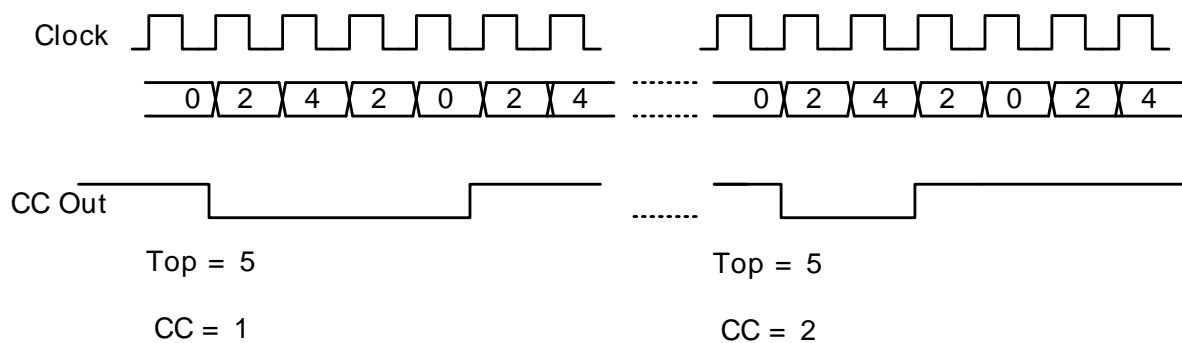 Clock
0 2 4 2 0 2 4 0 2 4 2 0 2 4
CC Out
Top = 5 Top = 5
CC = 1 CC = 2